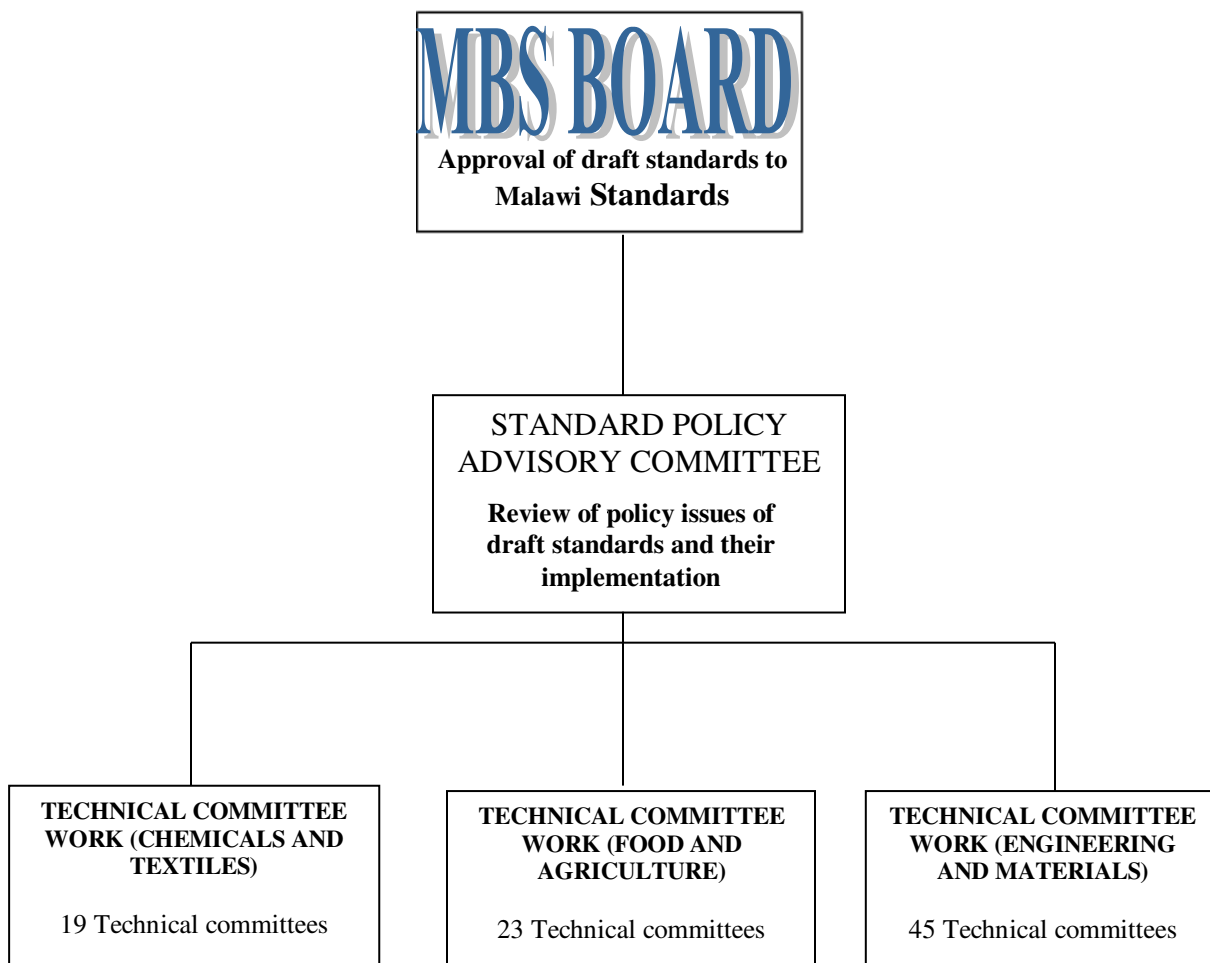 MBS BOARD
Approval of draft standards to
Malawi Standards
STANDARD POLICY
ADVISORY COMMITTEE
Review of policy issues of
draft standards and their
implementation
TECHNICAL COMMITTEE
WORK (CHEMICALS AND
TEXTILES)
19 Technical committees
TECHNICAL COMMITTEE
WORK (FOOD AND
AGRICULTURE)
23 Technical committees
TECHNICAL COMMITTEE
WORK (ENGINEERING
AND MATERIALS)
45 Technical committees